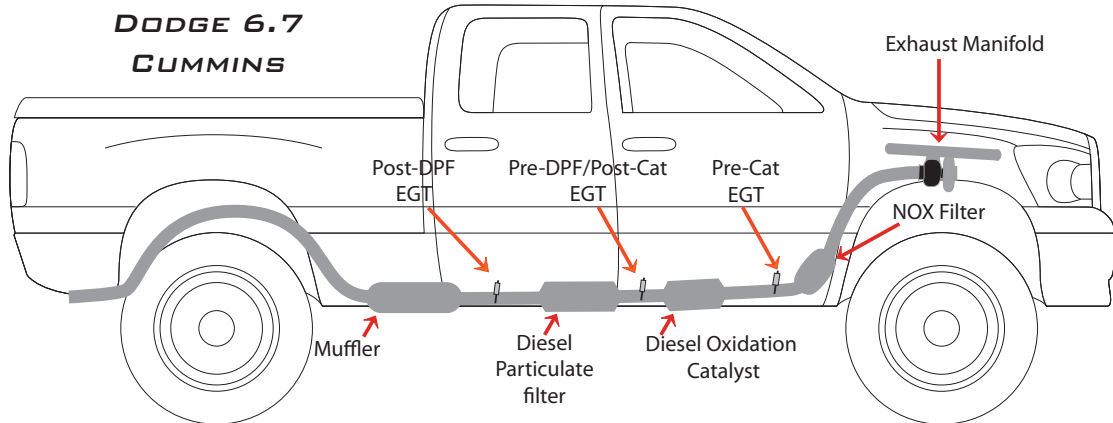 DODGE 6.7
CUMMINS
Exhaust Manifold
Post-DPF
EGT
Pre-DPF/Post-Cat
EGT
Pre-Cat
EGT
NOX Filter
Muffler
Diesel
Particulate
filter
Diesel Oxidation
Catalyst